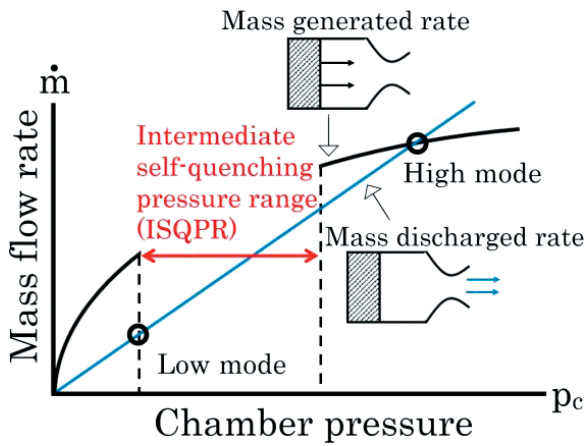 Mass generated rate
ṁ
Mass flow rate
Intermediate
self-quenching
pressure range
(ISQPR)
High mode
Mass discharged rate
Low mode
Chamber pressure
pc